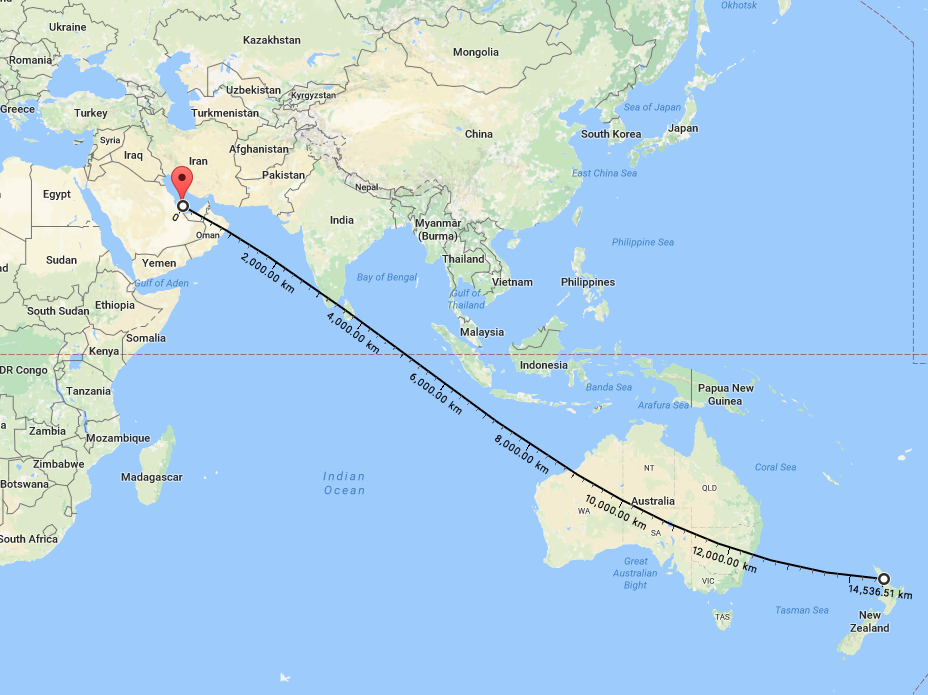 Okhotsk
Ukraine
Kazakhstan
Mongolia
Romania
Uzbekistan
Kyrgyzstan
Greece
Turkey
Turkmenistan
Sea of Japan
South Korea
Japan
China
Syria
Iraq
Iran
Afghanistan
Pakistan
East China Sea
Nepal
Egypt
0
India
Myanmar
(Burma)
Oman
Philippine Sea
Sudan
Yemen
2,000.00 km
Thailand
Bay of Bengal
Gulf of Aden
Vietnam
Philippines
Gulf of
Thailand
Ethiopia
South Sudan
4,000.00 km
Malaysia
Somalia
Kenya
Indonesia
DR Congo
6,000.00 km
Banda Sea
Papua New
Guinea
Tanzania
Arafura Sea
Zambia
Mozambique
8,000.00 km
Zimbabwe
Madagascar
Indian
Ocean
NT
Coral Sea
Botswana
QLD
10,000.00 km
Australia
WA
SA
South Africa
12,000.00 km
Great
Australian
Bight
VIC
14,536.51 km
TAS
Tasman Sea
New
Zealand